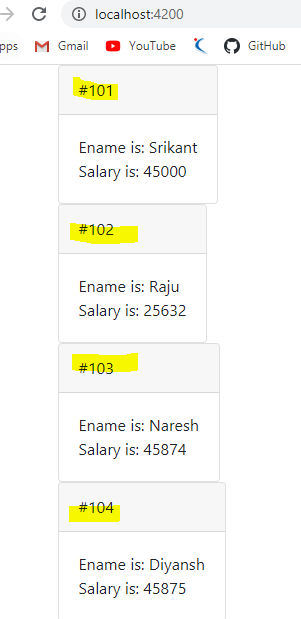 localhost:4200
pps Gmail YouTube GitHub
#101
Ename is: Srikant
Salary is: 45000
#102
Ename is: Raju
Salary is: 25632
#103
Ename is: Naresh
Salary is: 45874
#104
Ename is: Diyansh
Salary is: 45875